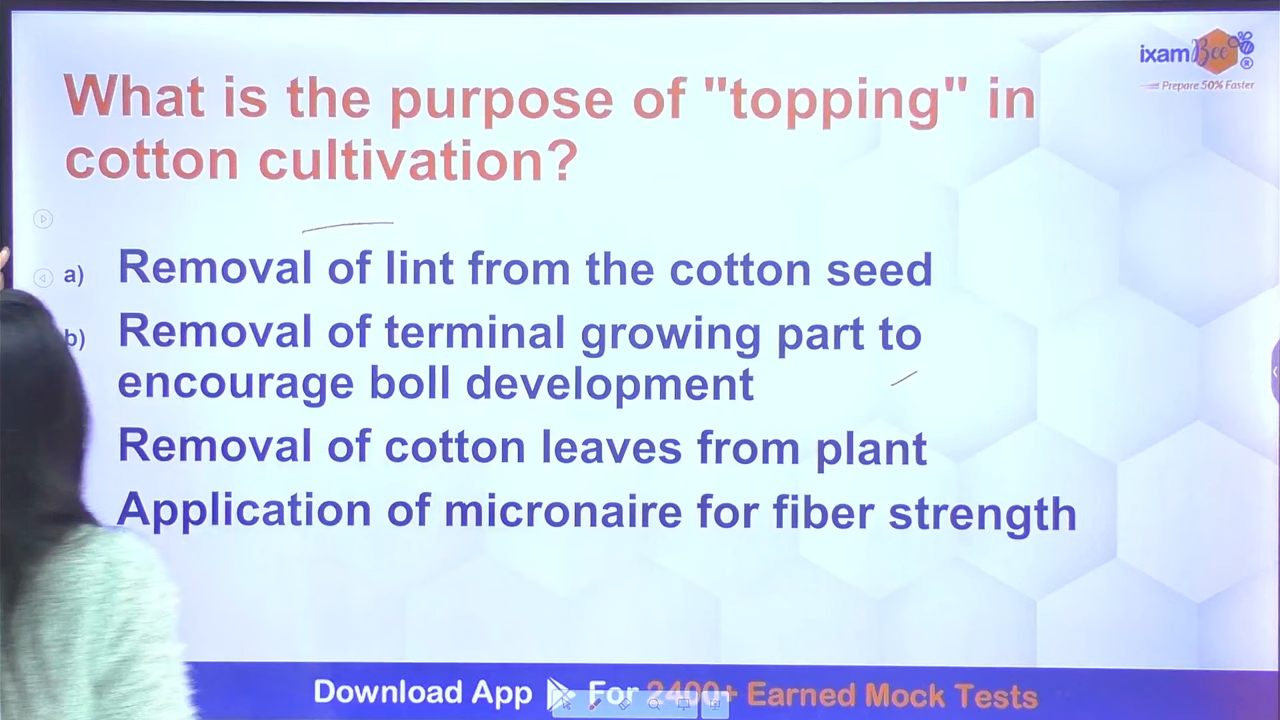 ixamBee
®
Prepare 50% Faster
What is the purpose of "topping" in
cotton cultivation?
a) Removal of lint from the cotton seed
b) Removal of terminal growing part to
encourage boll development
Removal of cotton leaves from plant
Application of micronaire for fiber strength
Download App For 2400+ Earned Mock Tests